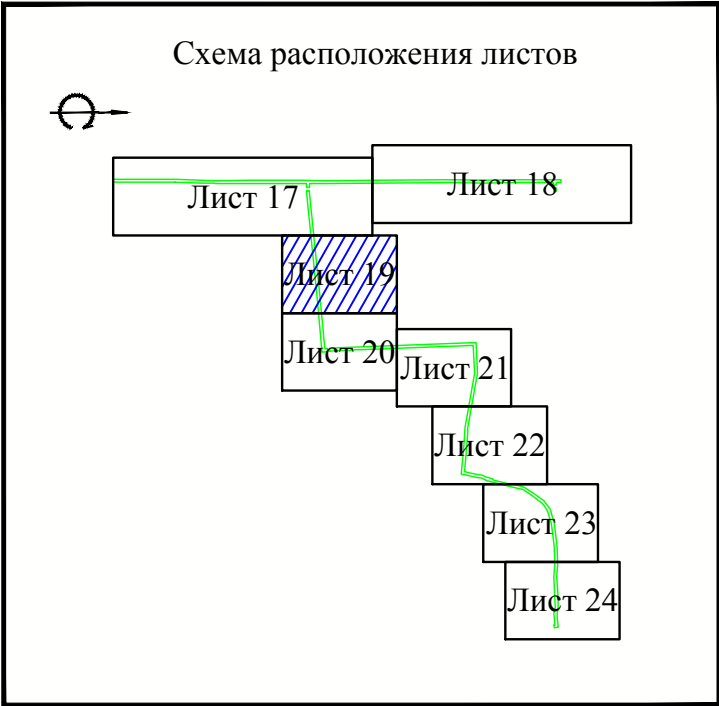 Схема расположения листов
Лист 17
Лист 18
Лист 19
Лист 20
Лист 21
Лист 22
Лист 23
Лист 24